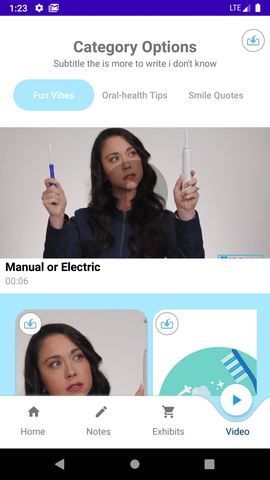 1:23
LTE
Category Options
Subtitle the is more to write i don't know
Fun Vibes
Oral-health Tips
Smile Quotes
Manual or Electric
00:06
Home
Notes
Exhibits
Video